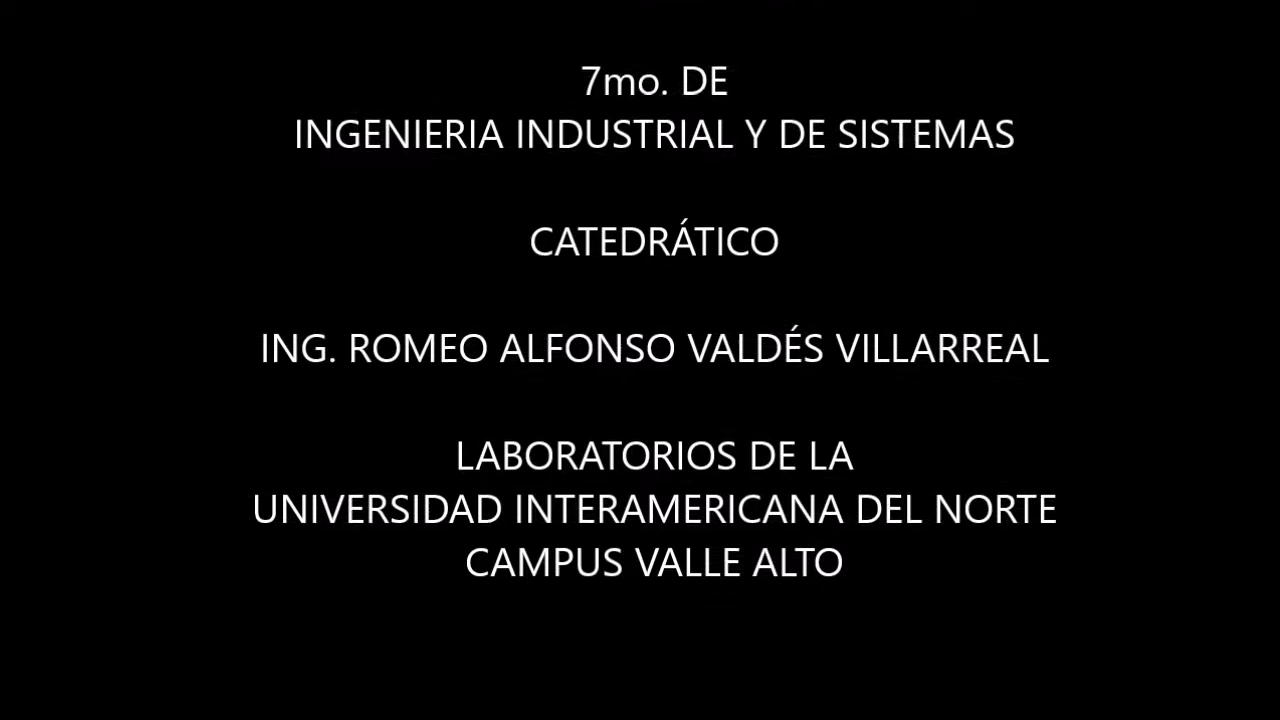 7mo. DE
INGENIERIA INDUSTRIAL Y DE SISTEMAS
CATEDRÁTICO
ING. ROMEO ALFONSO VALDÉS VILLARREAL
LABORATORIOS DE LA
UNIVERSIDAD INTERAMERICANA DEL NORTE
CAMPUS VALLE ALTO